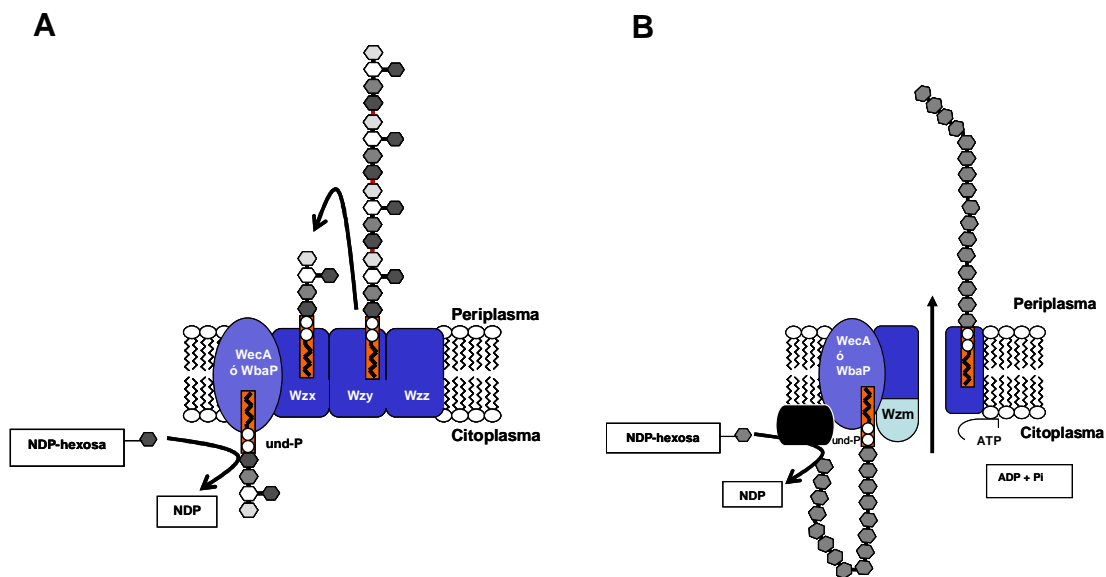 A
Periplasma
WecA
ó WbaP
Wzx
Wzy
Wzz
Citoplasma
NDP-hexosa
und-P
NDP
B
Periplasma
WecA
ó
WbaP
Wzm
Citoplasma
NDP-hexosa
und-P
ATP
NDP
ADP + Pi